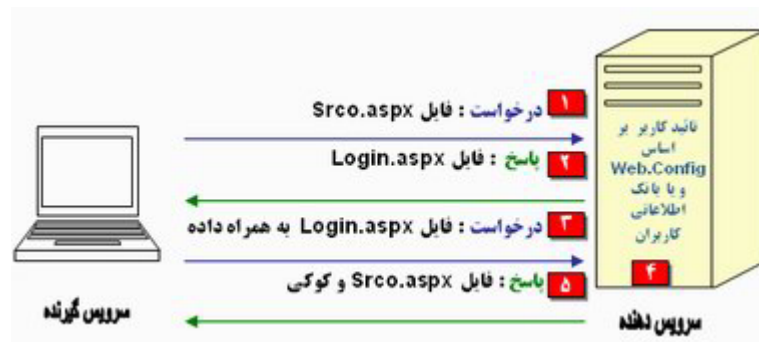 ۱ درخواست : فایل Srco.aspx
۲ پاسخ : فایل Login.aspx
۳ درخواست : فایل Login.aspx به همراه داده
۵ پاسخ : فایل Srco.aspx و کوکی
تائید کاربر بر
اساس
Web.Config
و یا بانک
اطلاعاتی
کاربران
۴
سرویس گیرنده
سرویس دهنده